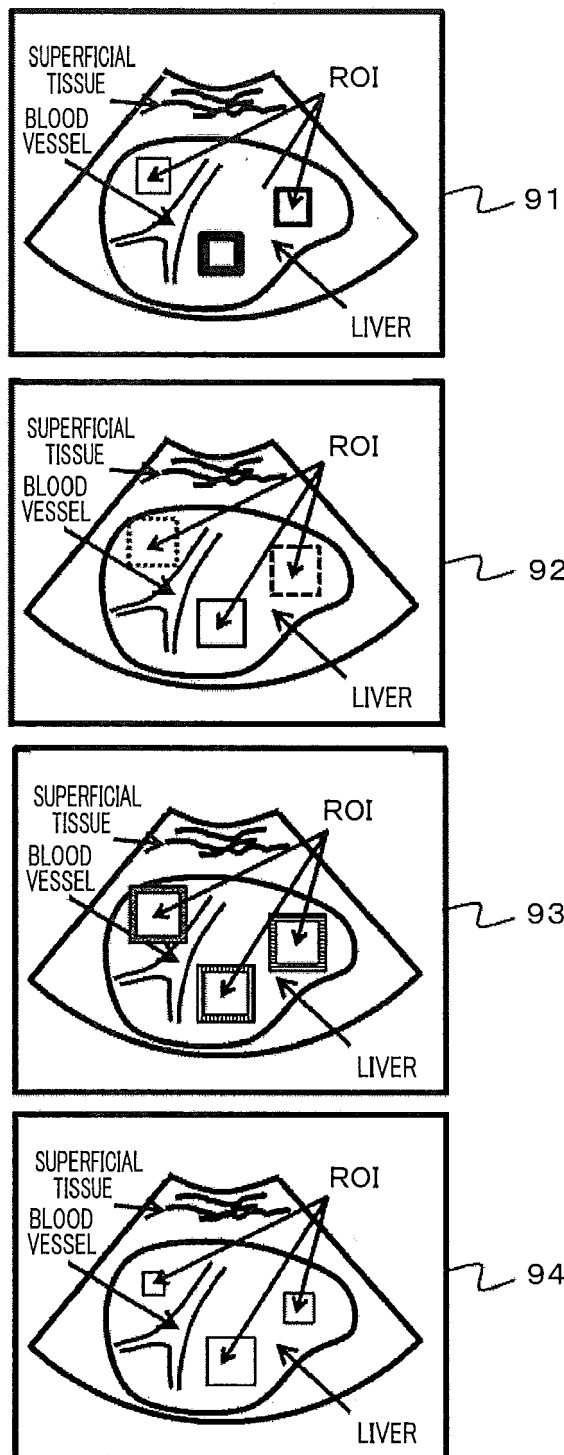 SUPERFICIAL
TISSUE
ROI
BLOOD
VESSEL
91
LIVER
SUPERFICIAL
TISSUE
ROI
BLOOD
VESSEL
92
LIVER
SUPERFICIAL
TISSUE
ROI
BLOOD
VESSEL
93
LIVER
SUPERFICIAL
TISSUE
ROI
BLOOD
VESSEL
94
LIVER